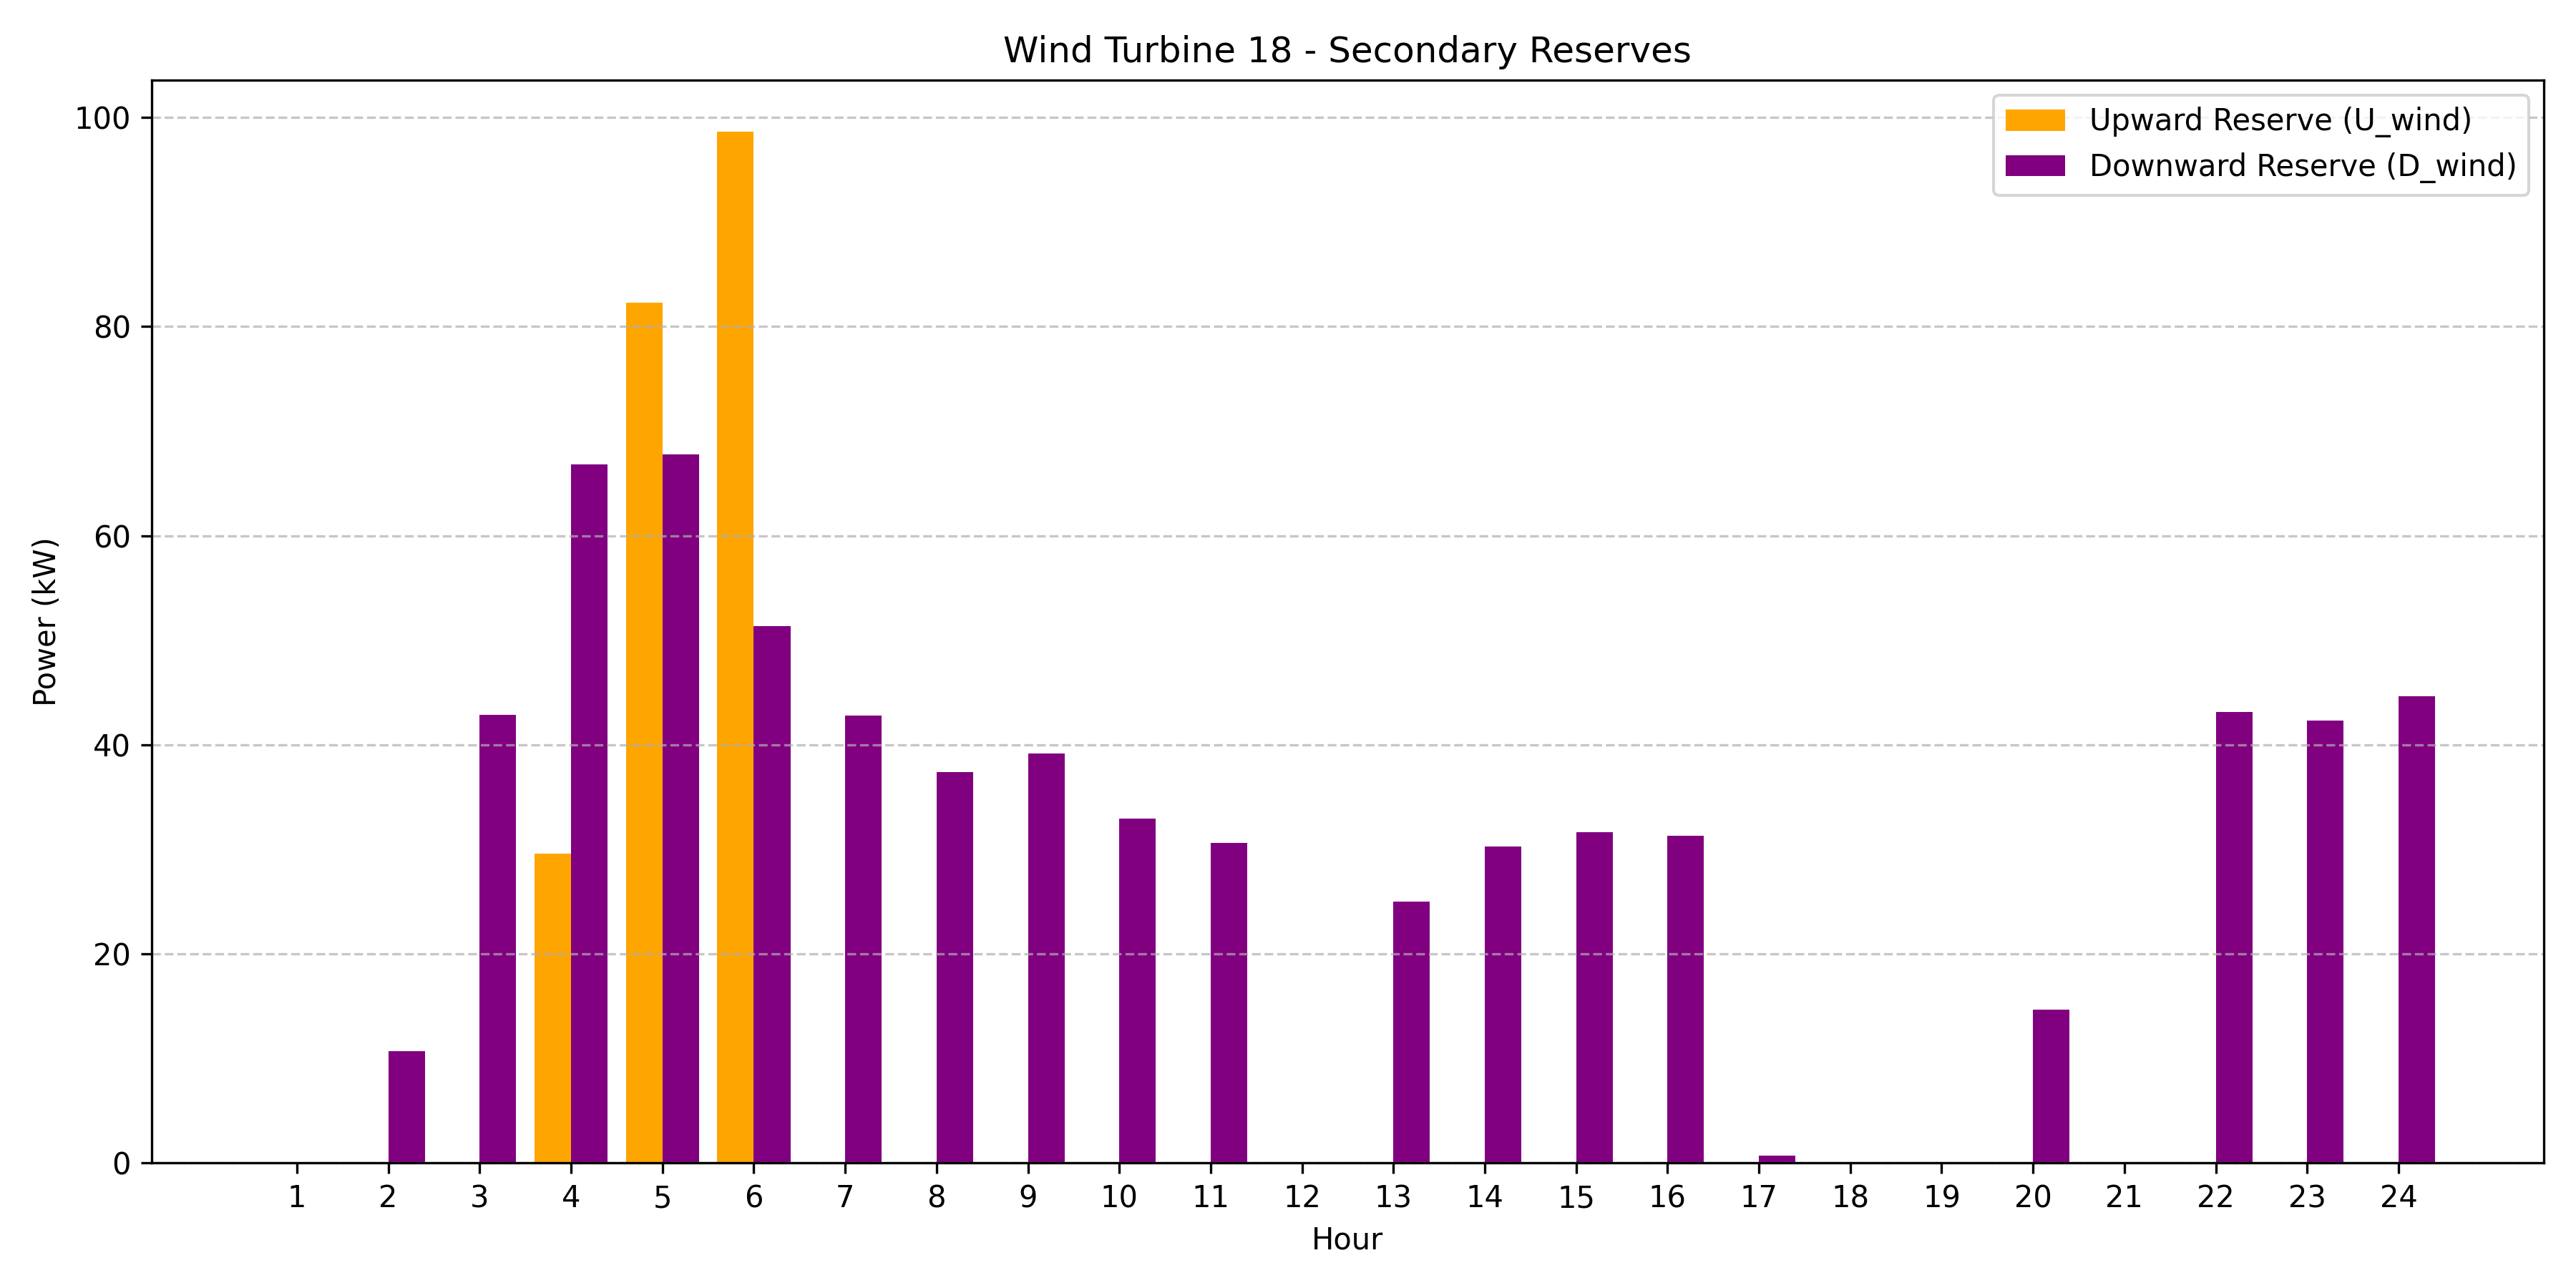 Wind Turbine 18 - Secondary Reserves
Upward Reserve (U_wind)
Downward Reserve (D_wind)
Power (kW)
100
80
60
40
20
0
1 2 3 4 5 6 7 8 9 10 11 12 13 14 15 16 17 18 19 20 21 22 23 24
Hour